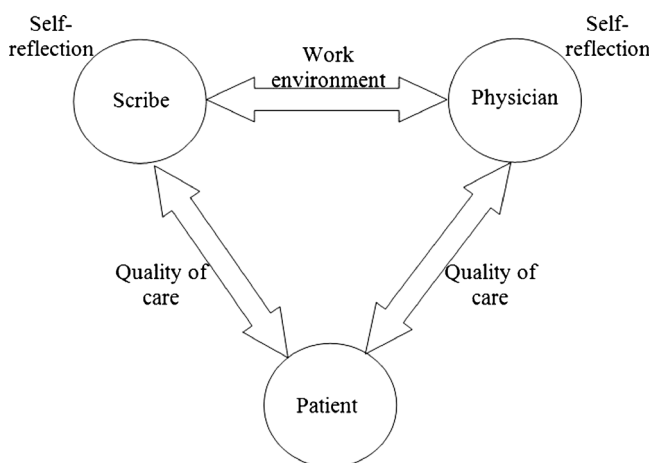 Self-
reflection
Scribe
Work
environment
Self-
reflection
Physician
Quality of
care
Quality of
care
Patient